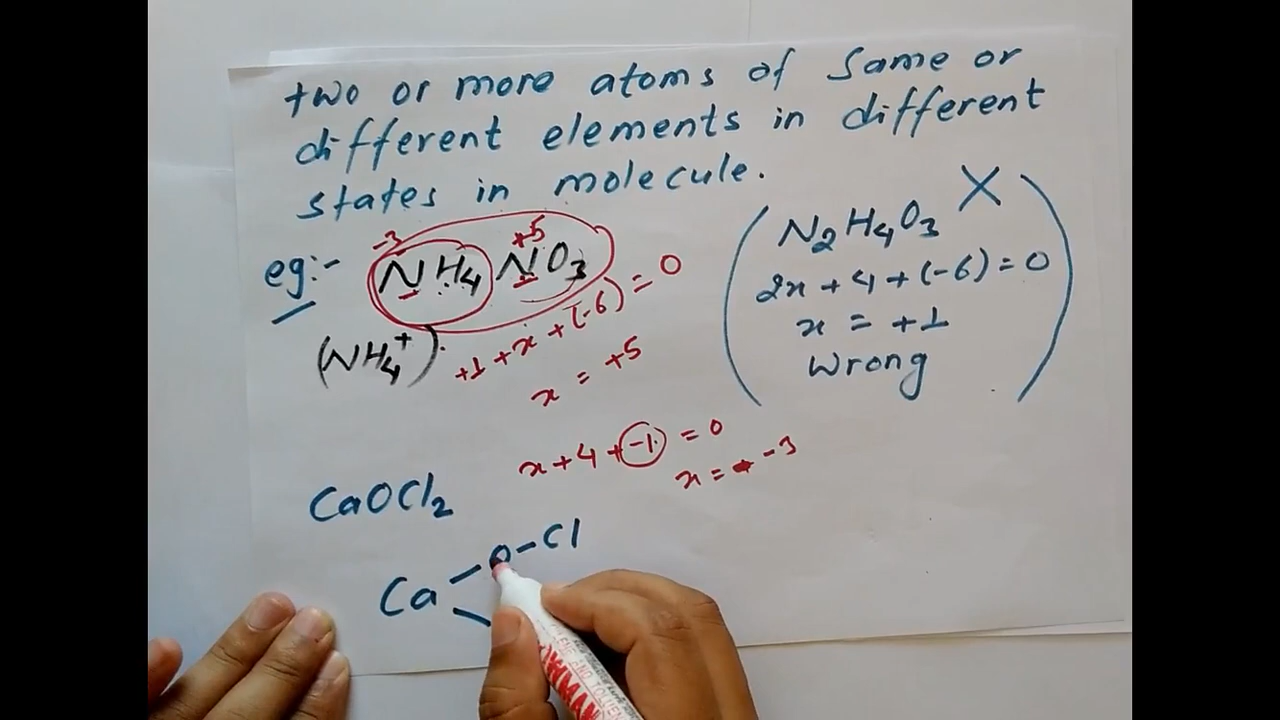 two or more atoms of same or
different elements in different
states in molecule.
eg:-
-3 +5
NH4 NO3
(NH4+)
+1 + x + (-6) = 0
x = +5
x + 4 + -1 = 0
x = -3
N2H4O3 X
2x + 4 + (-6) = 0
x = +1
Wrong
CaOCl2
O-Cl
Ca